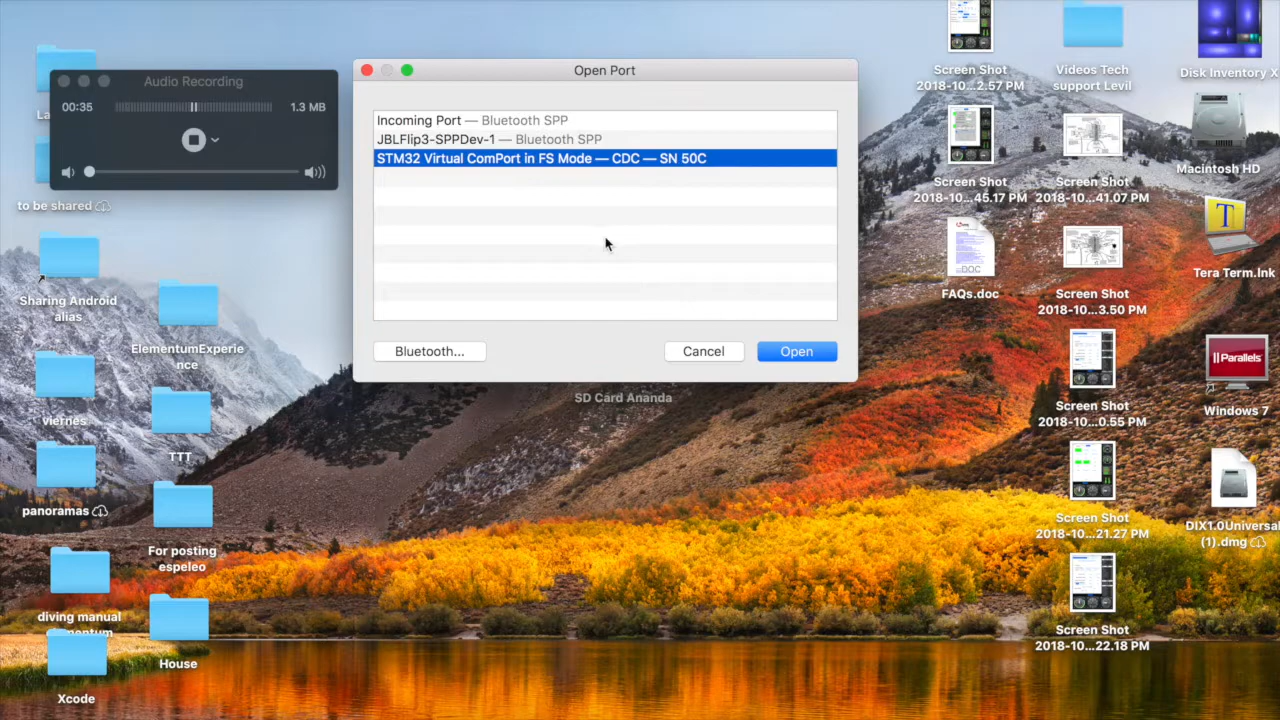 Audio Recording
00:35
1.3 MB
La
to be shared
Sharing Android
alias
ElementumExperie
nce
viernes
TTT
panoramas
For posting
espeleo
diving manual
House
Xcode
Open Port
Incoming Port — Bluetooth SPP
JBLFlip3-SPPDev-1 — Bluetooth SPP
STM32 Virtual ComPort in FS Mode — CDC — SN 50C
Bluetooth...
Cancel
Open
SD Card Ananda
Screen Shot
2018-10...2.57 PM
Videos Tech
support Levil
Disk Inventory X
Screen Shot
2018-10...45.17 PM
Screen Shot
2018-10...41.07 PM
Macintosh HD
T
Tera Term.lnk
DOC
FAQs.doc
Screen Shot
2018-10...3.50 PM
Parallels
Windows 7
Screen Shot
2018-10...0.55 PM
Screen Shot
2018-10...21.27 PM
DIX1.0Universal
(1).dmg
Screen Shot
2018-10...22.18 PM